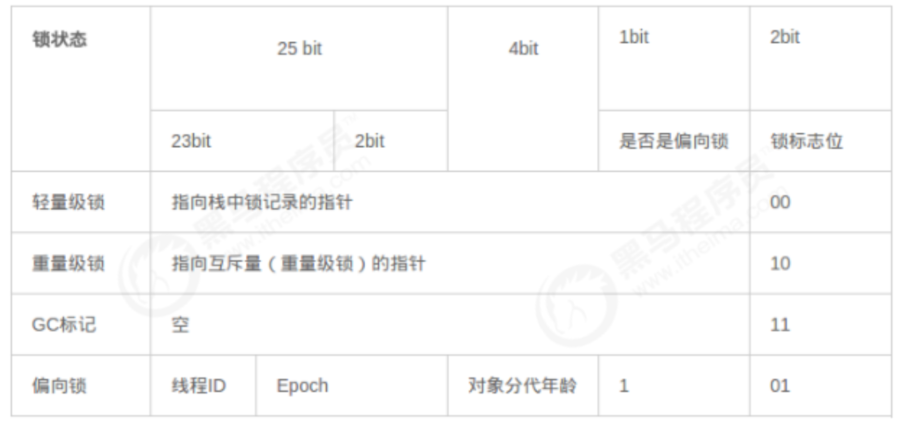 锁状态 25 bit 4bit 1bit 2bit
23bit 2bit 是否是偏向锁 锁标志位
轻量级锁 指向栈中锁记录的指针 00
重量级锁 指向互斥量（重量级锁）的指针 10
GC标记 空 11
偏向锁 线程ID Epoch 对象分代年龄 1 01
黑马程序员
www.itheima.com
黑马程序员
www.itheima.com